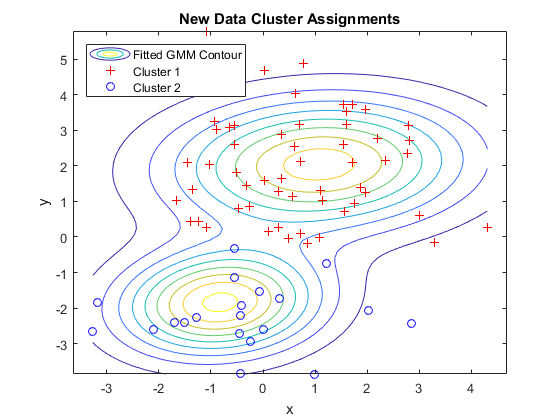 New Data Cluster Assignments
Fitted GMM Contour
Cluster 1
Cluster 2
5
4
3
2
1
0
-1
-2
-3
y
-3 -2 -1 0 1 2 3 4
x